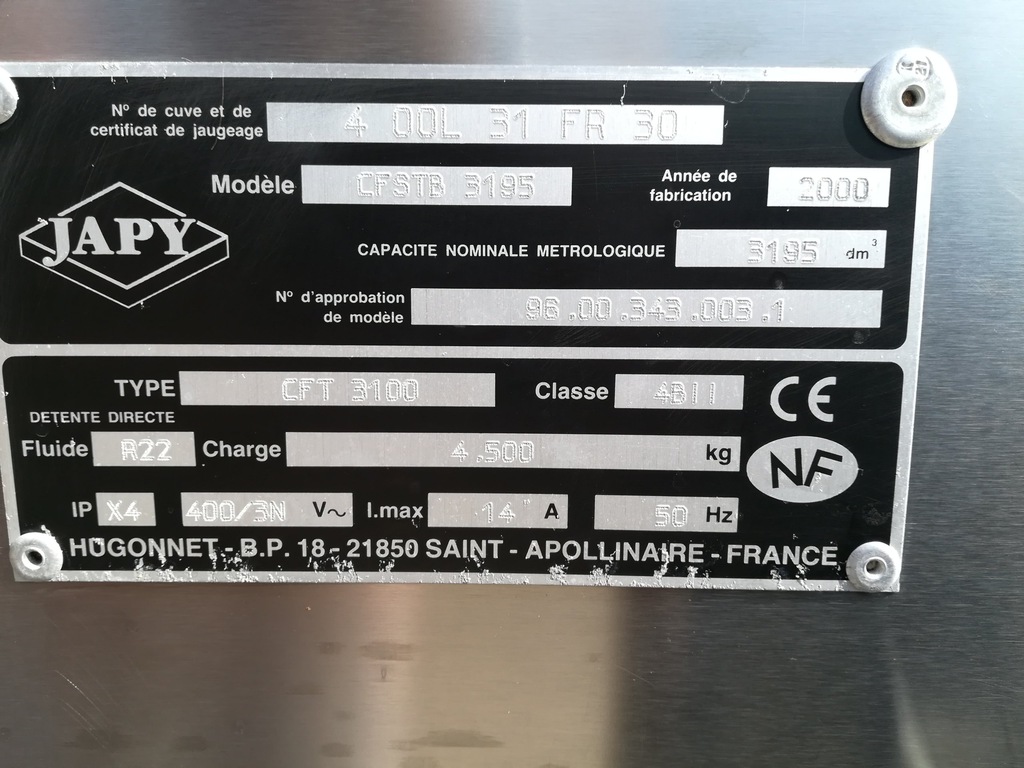 N° de cuve et de
certificat de jaugeage 4 00L 31 FR 30
Modèle CFSTB 3195
Année de
fabrication 2000
JAPY
CAPACITE NOMINALE METROLOGIQUE 3195 dm³
N° d'approbation
de modèle 96.00.343.003.1
TYPE CFT 3100 Classe 4BII CE
DETENTE DIRECTE
Fluide R22 Charge 4.500 kg NF
IP X4 400/3N V~ I.max 14 A 50 Hz
HUGONNET - B.P. 18 - 21850 SAINT - APOLLINAIRE - FRANCE